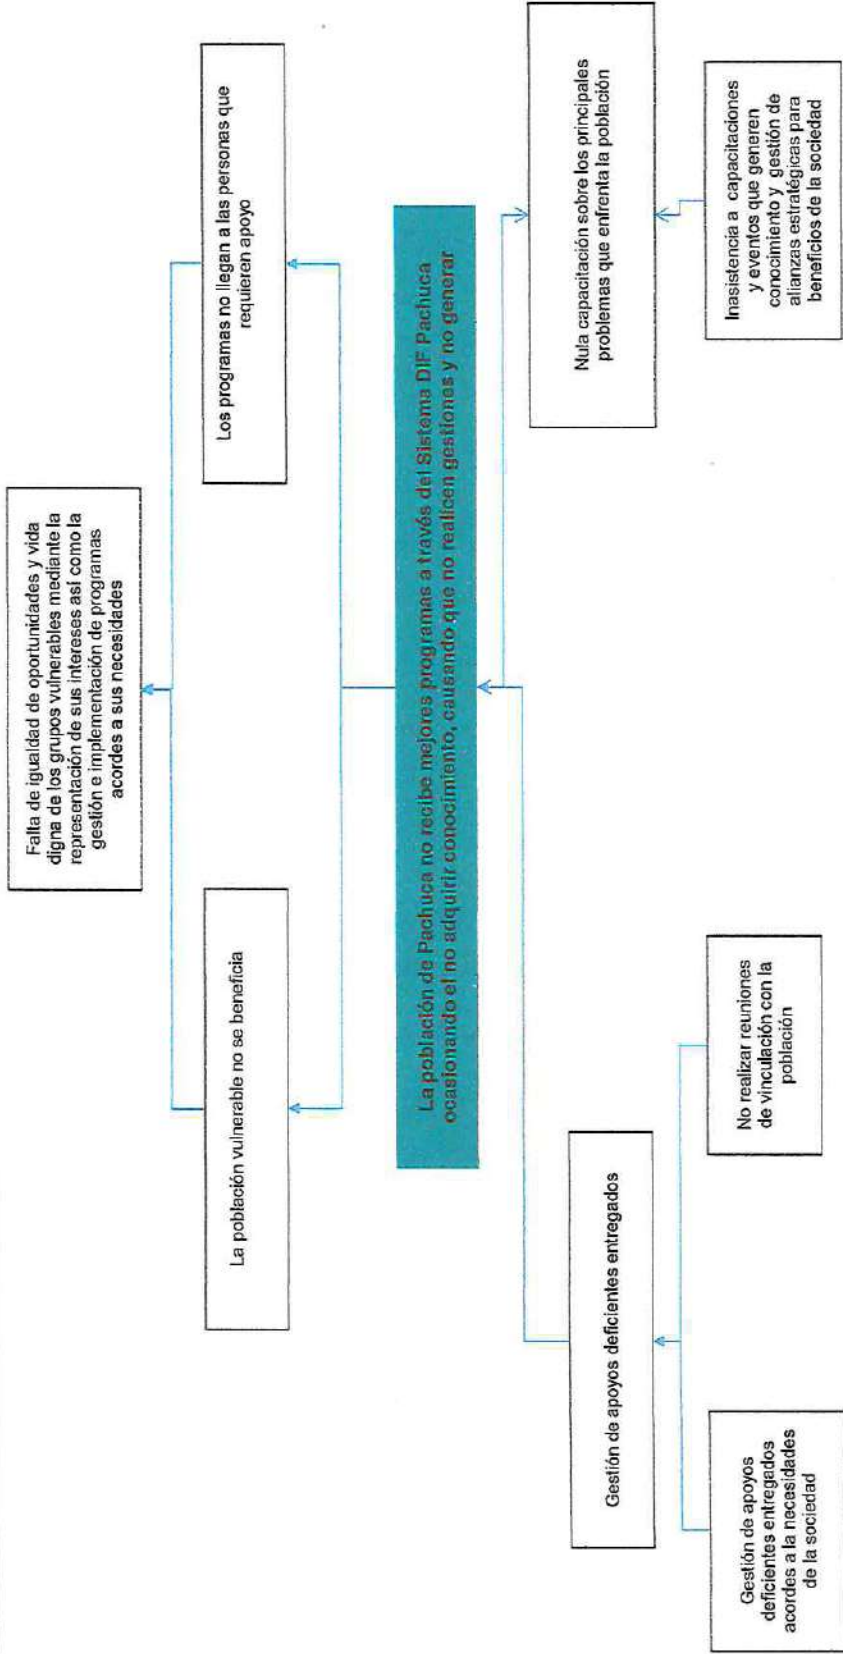 Falta de igualdad de oportunidades y vida
digna de los grupos vulnerables mediante la
representación de sus intereses así como la
gestión e implementación de programas
acordes a sus necesidades
La población vulnerable no se beneficia
Los programas no llegan a las personas que
requieren apoyo
La población de Pachuca no recibe mejores programas a través del Sistema DIF Pachuca
ocasionando el no adquirir conocimiento, causando que no realicen gestiones y no generar
Gestión de apoyos deficientes entregados
Nula capacitación sobre los principales
problemas que enfrenta la población
Gestión de apoyos
deficientes entregados
acordes a la necesidades
de la sociedad
No realizar reuniones
de vinculación con la
población
Inasistencia a capacitaciones
y eventos que generen
conocimiento y gestión de
alianzas estratégicas para
beneficios de la sociedad